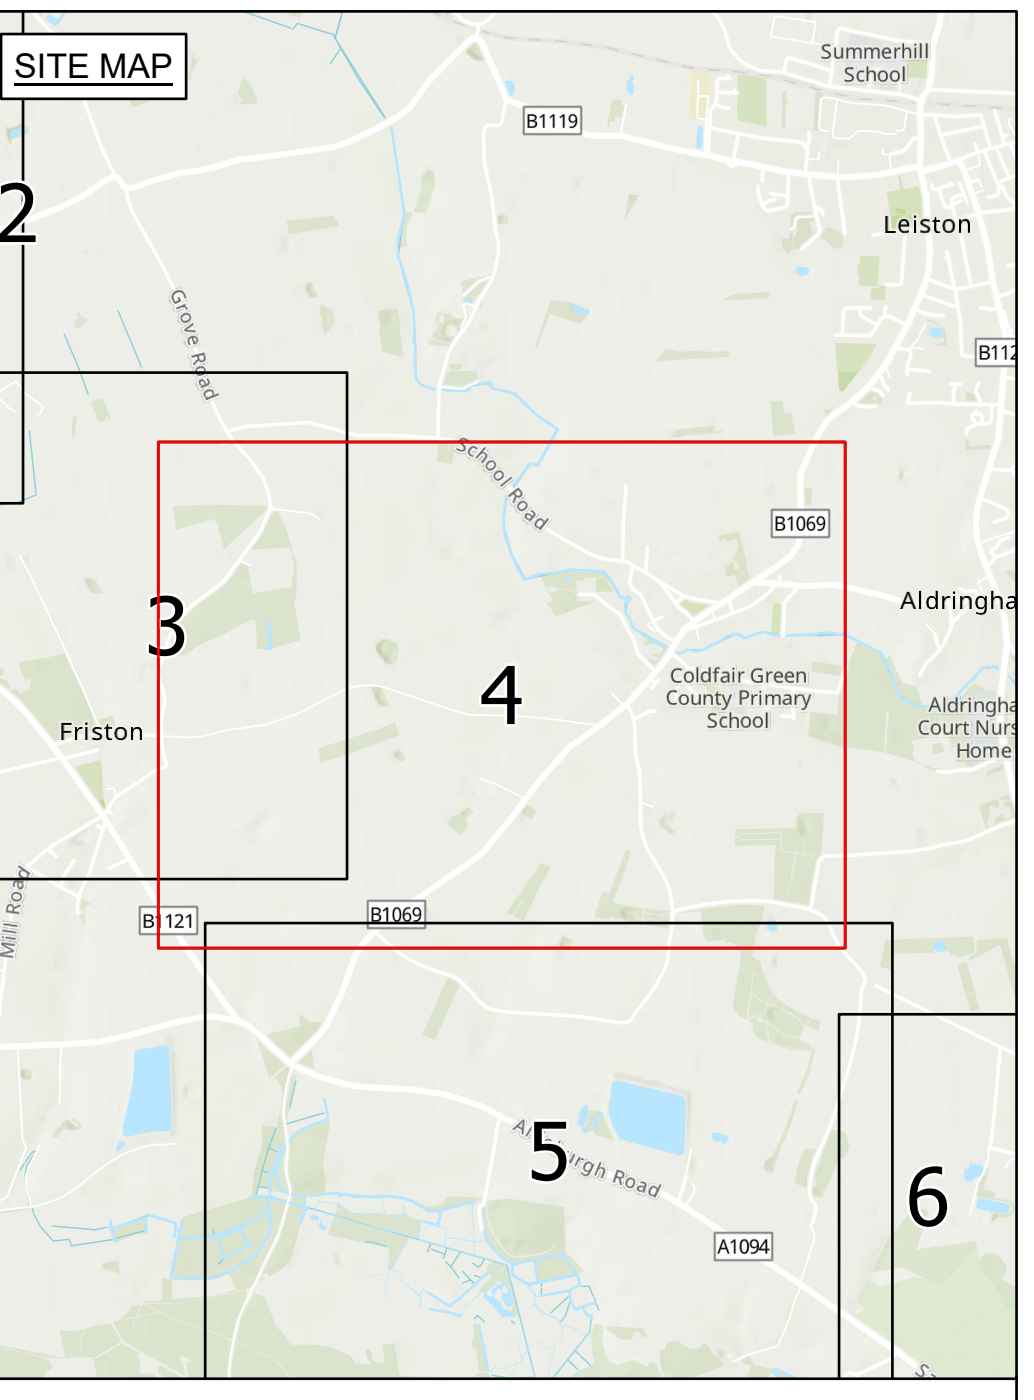 SITE MAP
Summerhill
School
B1119
2
Leiston
Grove Road
B112
School Road
B1069
3
Aldringha
4
Coldfair Green
County Primary
School
Aldringha
Court Nurs
Home
Friston
Mill Road
B1121
B1069
5
Road
6
A1094